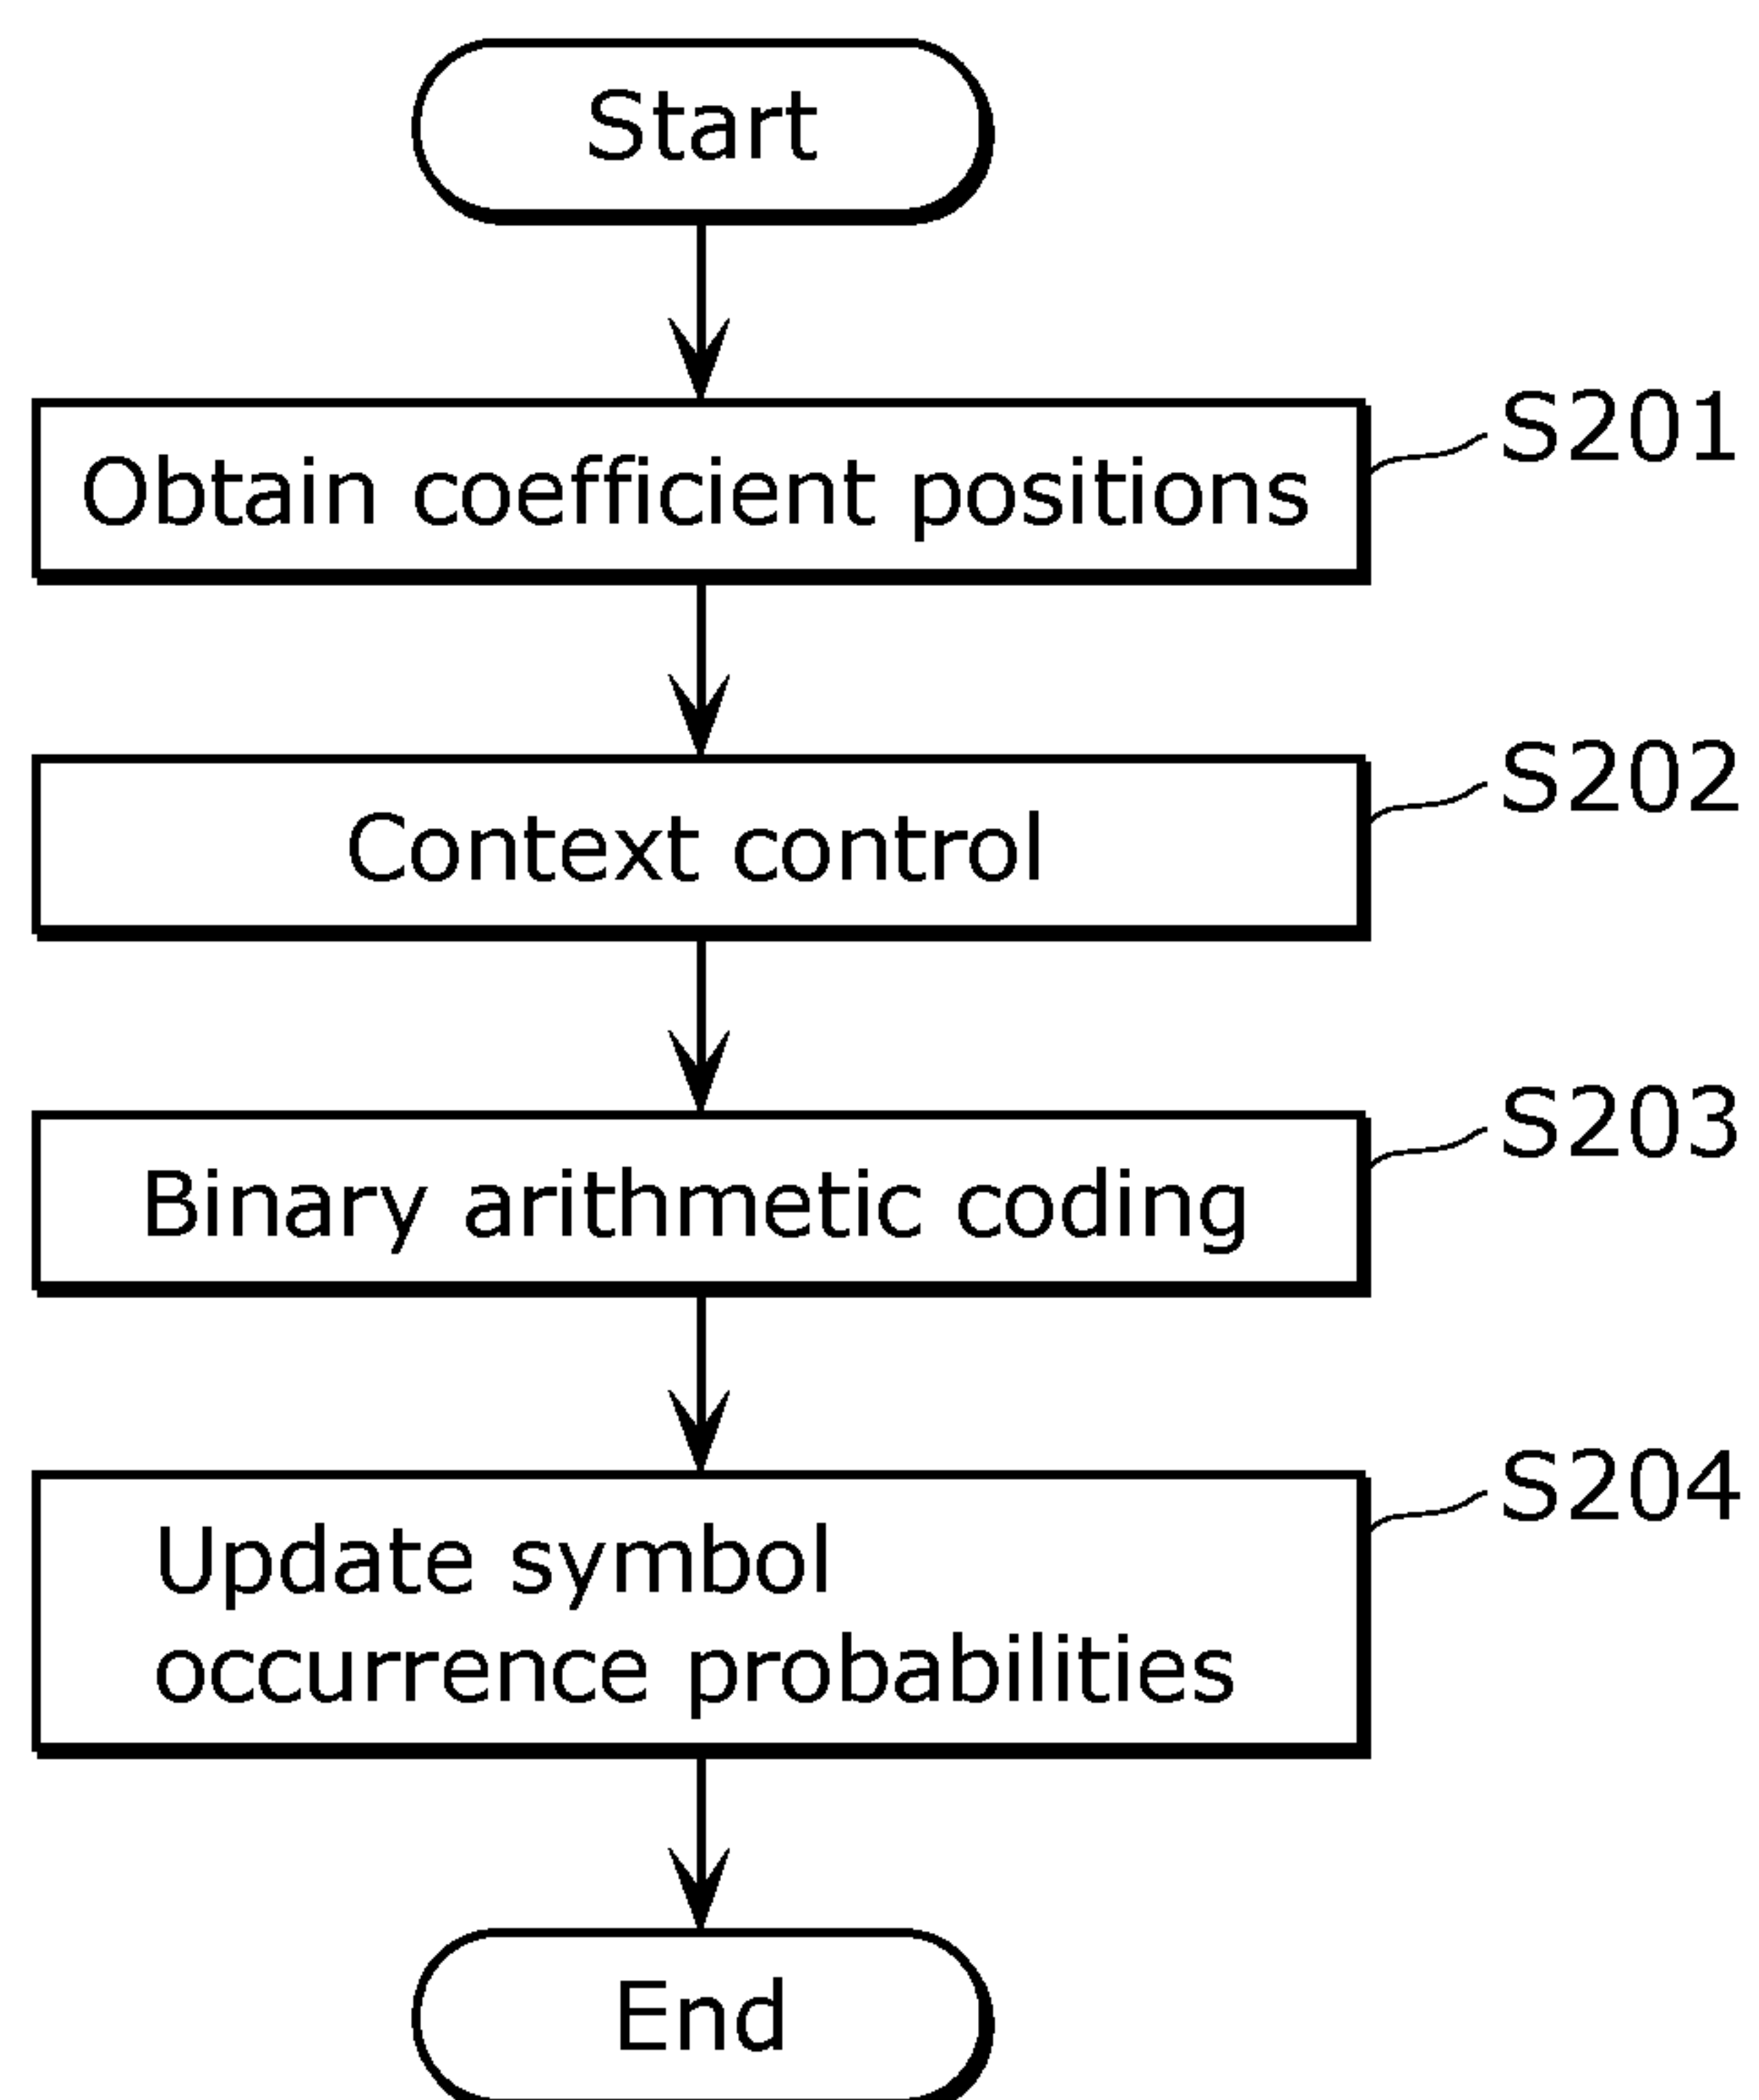 Start
S201
Obtain coefficient positions
S202
Context control
S203
Binary arithmetic coding
S204
Update symbol
occurrence probabilities
End